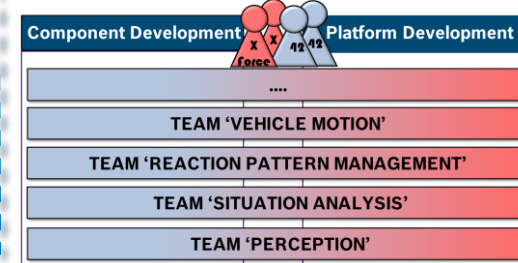 Component Development
Platform Development
X
X
force
42
42
....
TEAM ‘VEHICLE MOTION’
TEAM ‘REACTION PATTERN MANAGEMENT’
TEAM ‘SITUATION ANALYSIS’
TEAM ‘PERCEPTION’